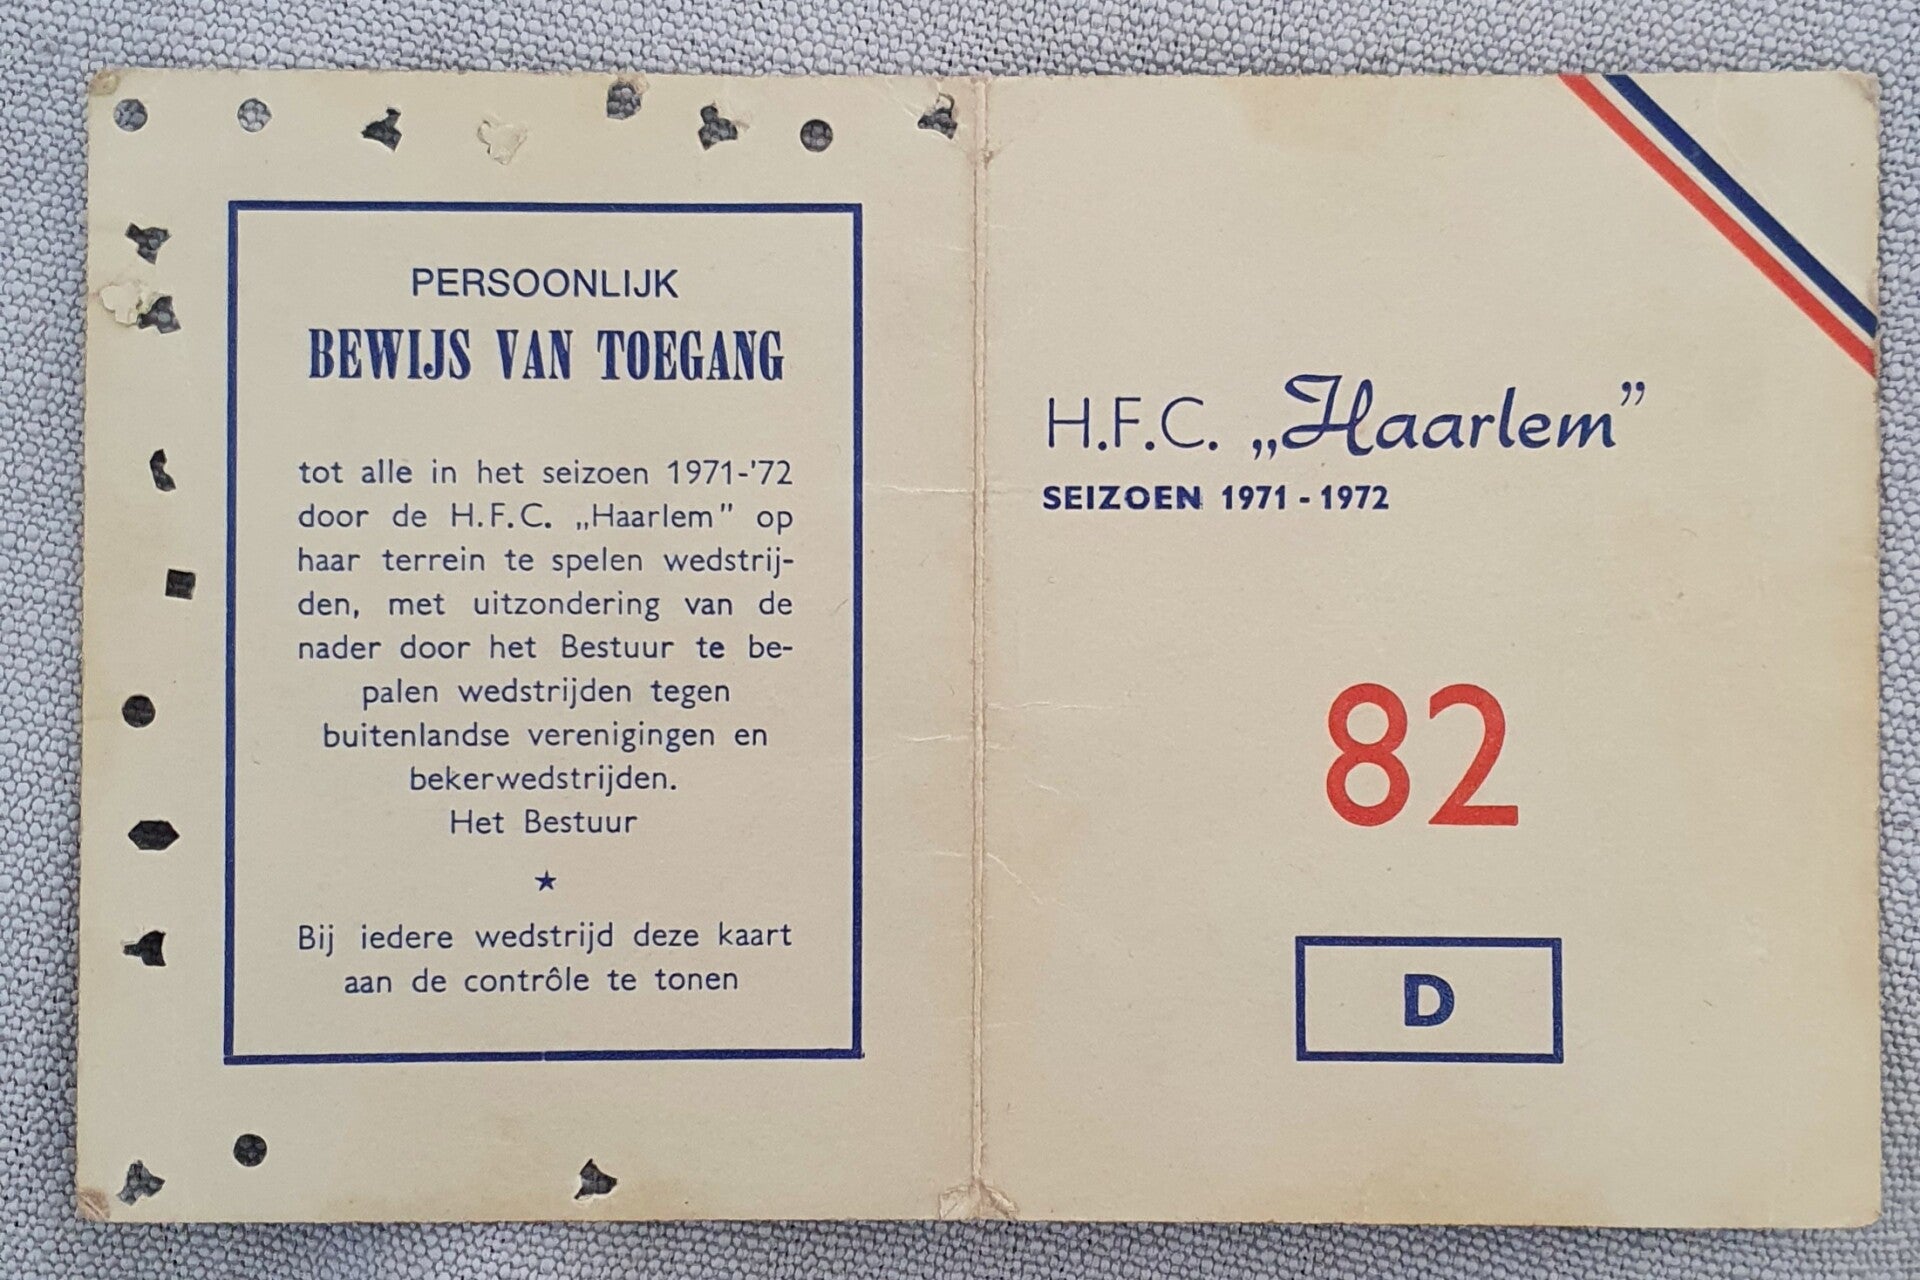 PERSOONLIJK
BEWIJS VAN TOEGANG
tot alle in het seizoen 1971-'72
door de H.F.C. „Haarlem” op
haar terrein te spelen wedstrij-
den, met uitzondering van de
nader door het Bestuur te be-
palen wedstrijden tegen
buitenlandse verenigingen en
bekerwedstrijden.
Het Bestuur
Bij iedere wedstrijd deze kaart
aan de contrôle te tonen
H.F.C. „Haarlem”
SEIZOEN 1971 - 1972
82
D